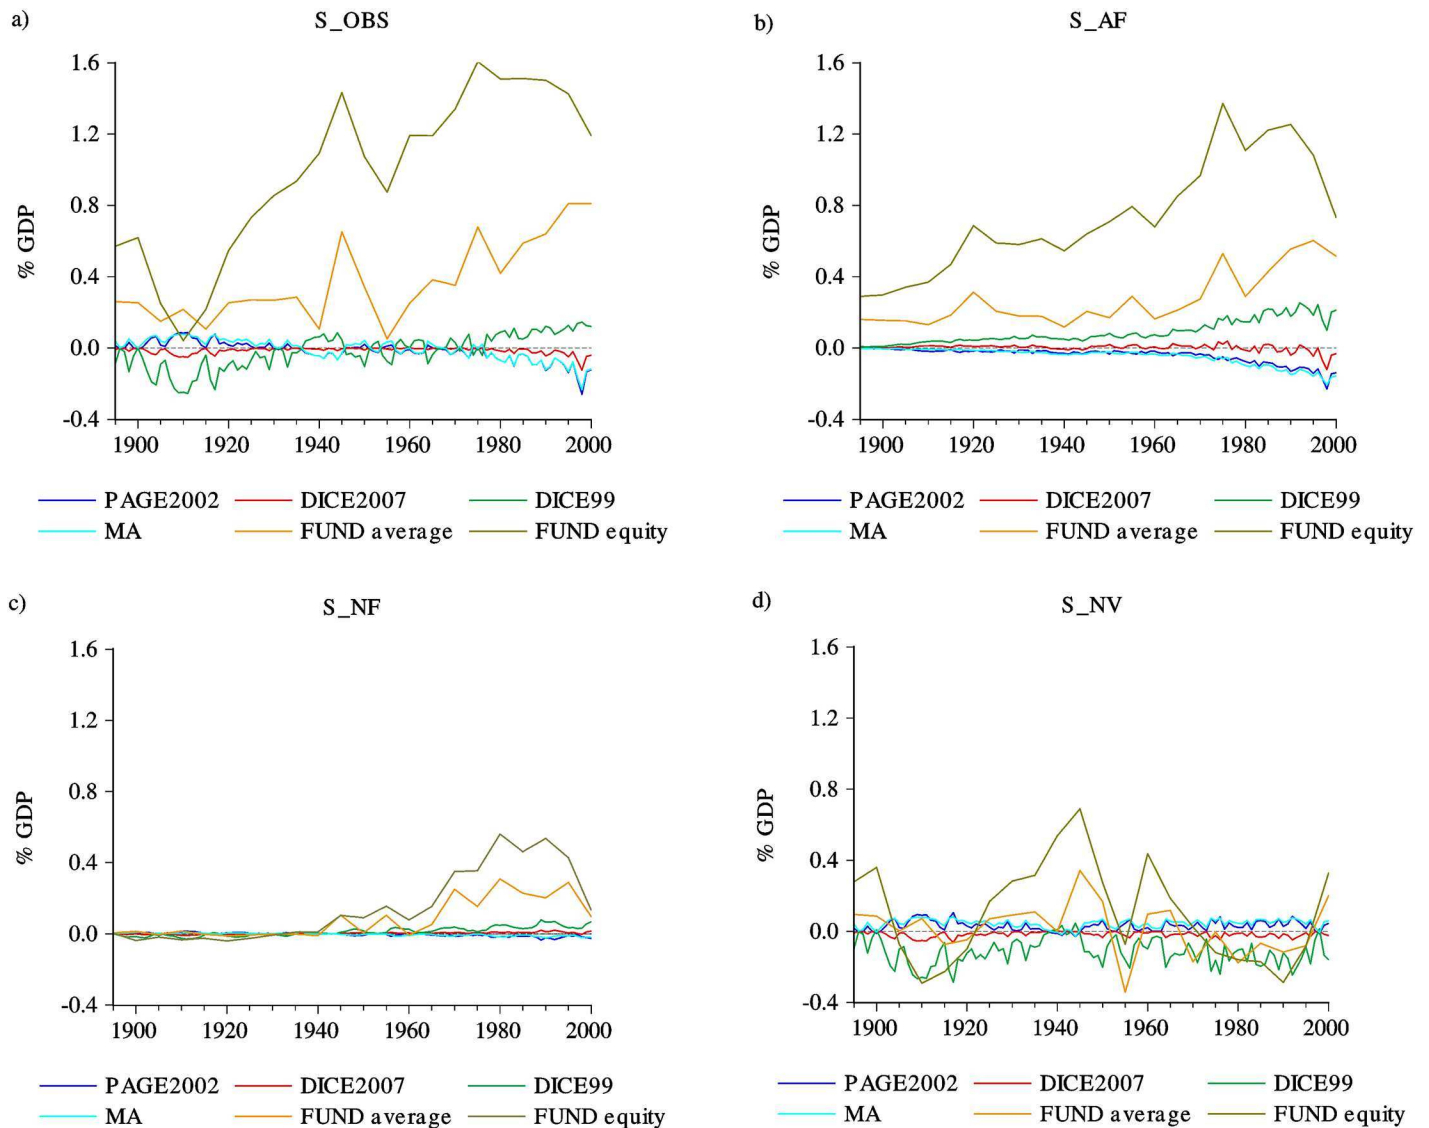 a)
S_OBS
1.6
1.2
0.8
0.4
0.0
-0.4
% GDP
1900 1920 1940 1960 1980 2000
PAGE2002 DICE2007 DICE99
MA FUND average FUND equity
b)
S_AF
1.6
1.2
0.8
0.4
0.0
-0.4
% GDP
1900 1920 1940 1960 1980 2000
PAGE2002 DICE2007 DICE99
MA FUND average FUND equity
c)
S_NF
1.6
1.2
0.8
0.4
0.0
-0.4
% GDP
1900 1920 1940 1960 1980 2000
PAGE2002 DICE2007 DICE99
MA FUND average FUND equity
d)
S_NV
1.6
1.2
0.8
0.4
0.0
-0.4
% GDP
1900 1920 1940 1960 1980 2000
PAGE2002 DICE2007 DICE99
MA FUND average FUND equity